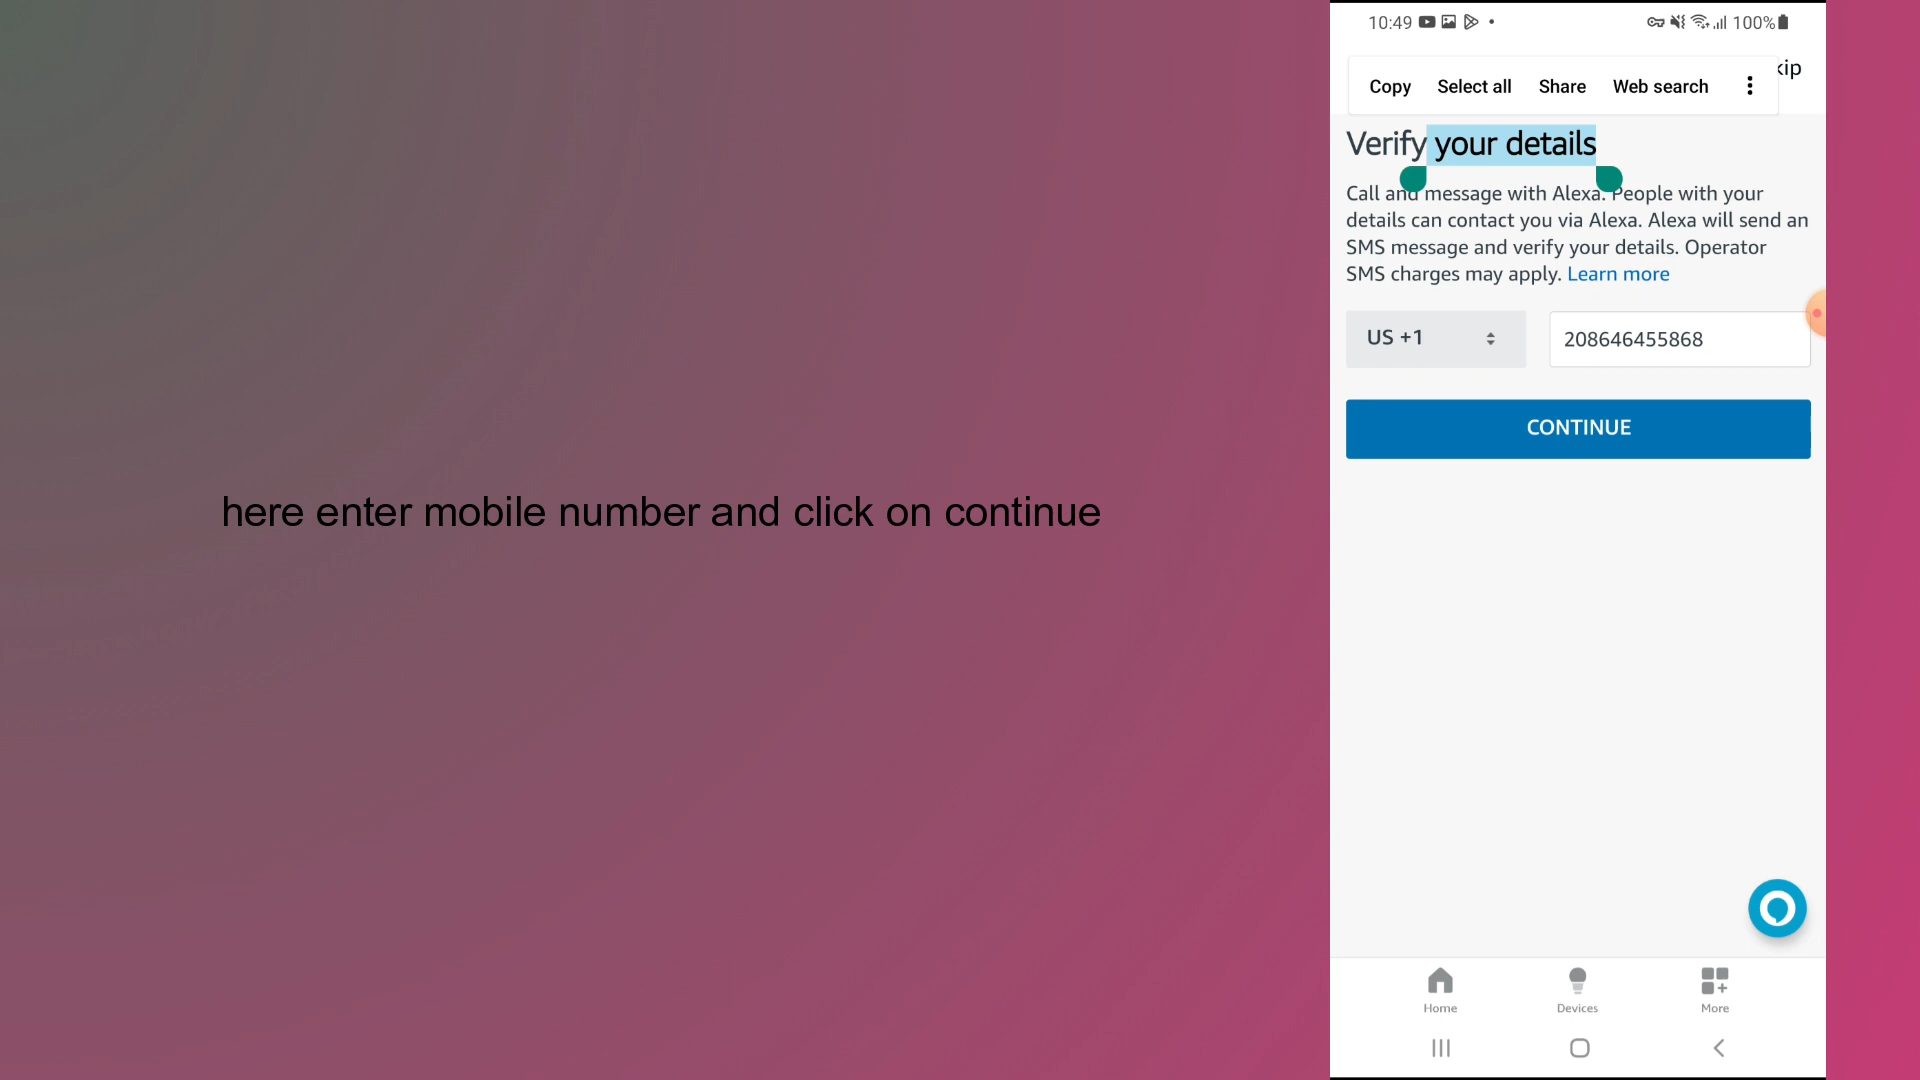 10:49
100%
kip
Copy Select all Share Web search
Verify your details
Call and message with Alexa. People with your
details can contact you via Alexa. Alexa will send an
SMS message and verify your details. Operator
SMS charges may apply. Learn more
US +1
208646455868
CONTINUE
here enter mobile number and click on continue
Home Devices More